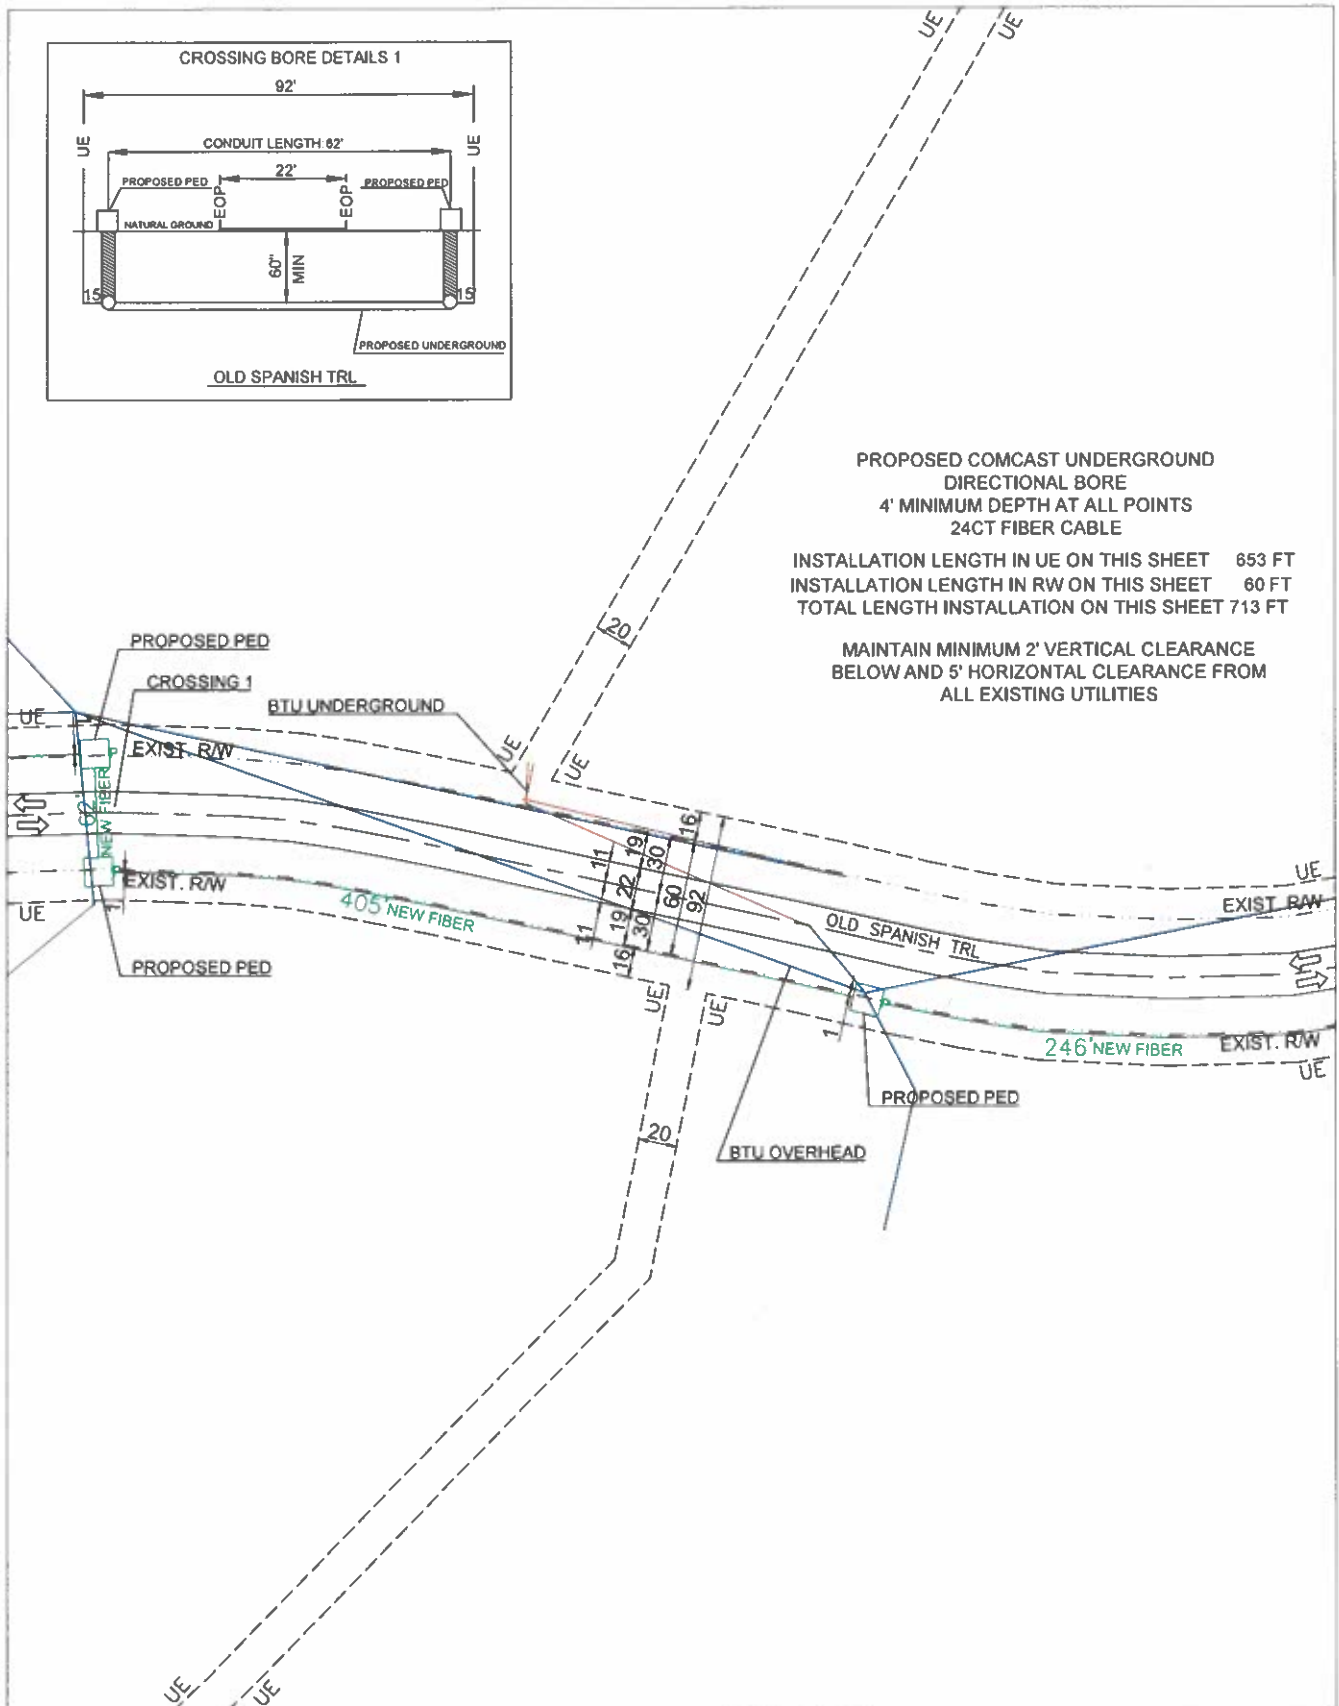 CROSSING BORE DETAILS 1
92'
UE
UE
CONDUIT LENGTH:62'
22'
PROPOSED PED
PROPOSED PED
EOP
EOP
NATURAL GROUND
60"
MIN
15'
15'
PROPOSED UNDERGROUND
OLD SPANISH TRL
UE
UE
PROPOSED COMCAST UNDERGROUND
DIRECTIONAL BORE
4' MINIMUM DEPTH AT ALL POINTS
24CT FIBER CABLE
INSTALLATION LENGTH IN UE ON THIS SHEET 653 FT
INSTALLATION LENGTH IN RW ON THIS SHEET 60 FT
TOTAL LENGTH INSTALLATION ON THIS SHEET 713 FT
MAINTAIN MINIMUM 2' VERTICAL CLEARANCE
BELOW AND 5' HORIZONTAL CLEARANCE FROM
ALL EXISTING UTILITIES
20
PROPOSED PED
CROSSING 1
BTU UNDERGROUND
UE
EXIST. R/W
P
UE
UE
62'
NEW FIBER
16
19
30
11
22
60
92
19
30
11
16
P
EXIST. R/W
UE
1
405' NEW FIBER
PROPOSED PED
OLD SPANISH TRL
UE
EXIST. R/W
UE
UE
P
1
246' NEW FIBER
EXIST. R/W
UE
PROPOSED PED
20
BTU OVERHEAD
UE
UE